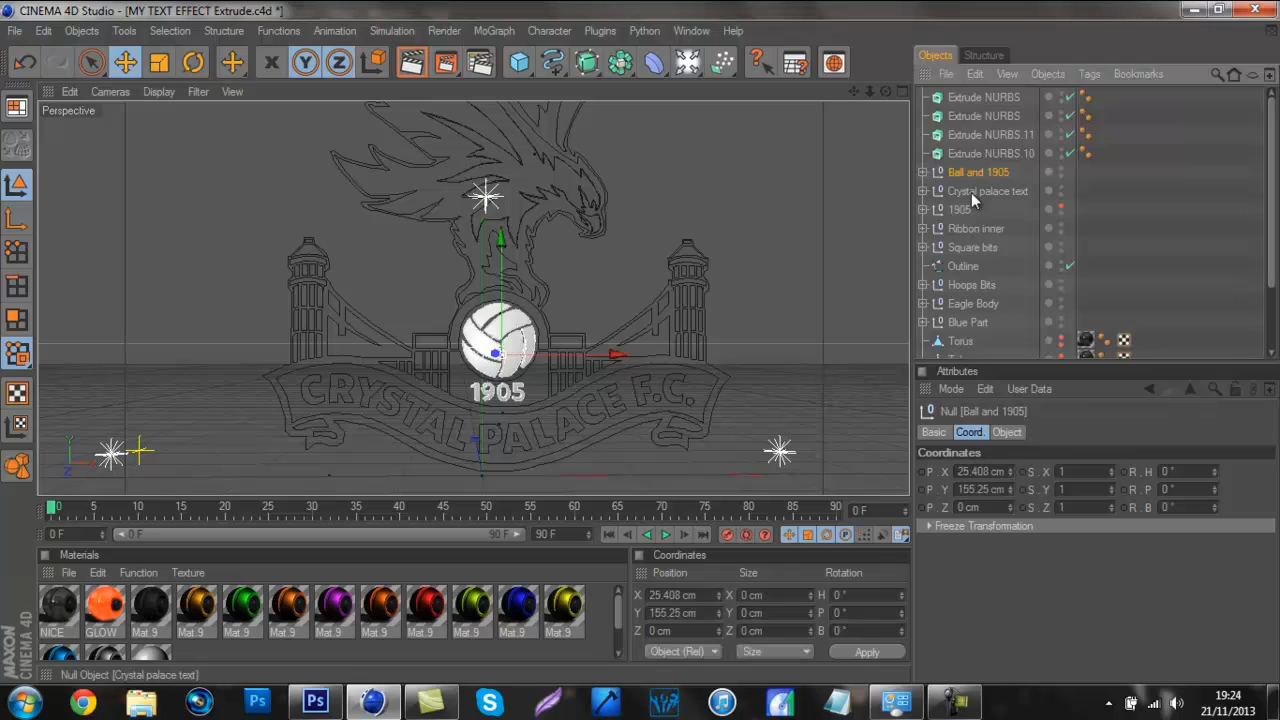 CINEMA 4D Studio - [MY TEXT EFFECT Extrude.c4d *]
File Edit Objects Tools Selection Structure Functions Animation Simulation Render MoGraph Character Plugins Python Window Help
Objects Structure
File Edit View Objects Tags Bookmarks
Edit Cameras Display Filter View
Perspective
Extrude NURBS
Extrude NURBS
Extrude NURBS.11
Extrude NURBS.10
Ball and 1905
Crystal palace text
1905
Ribbon inner
Square bits
Outline
Hoops Bits
Eagle Body
Blue Part
Torus
1905
CRYSTAL PALACE F.C.
Attributes
Mode Edit User Data
Null [Ball and 1905]
Basic Coord. Object
Coordinates
P . X 25.408 cm S . X 1 R . H 0 °
P . Y 155.25 cm S . Y 1 R . P 0 °
P . Z 0 cm S . Z 1 R . B 0 °
Freeze Transformation
0 5 10 15 20 25 30 35 40 45 50 55 60 65 70 75 80 85 90 0 F
0 F 0 F 90 F 90 F
Materials
File Edit Function Texture
NICE GLOW Mat.9 Mat.9 Mat.9 Mat.9 Mat.9 Mat.9 Mat.9 Mat.9 Mat.9 Mat.9
Coordinates
Position Size Rotation
X 25.408 cm X 0 cm H 0 °
Y 155.25 cm Y 0 cm P 0 °
Z 0 cm Z 0 cm B 0 °
Object (Rel) Size Apply
MAXON CINEMA 4D
Null Object [Crystal palace text]
19:24
21/11/2013